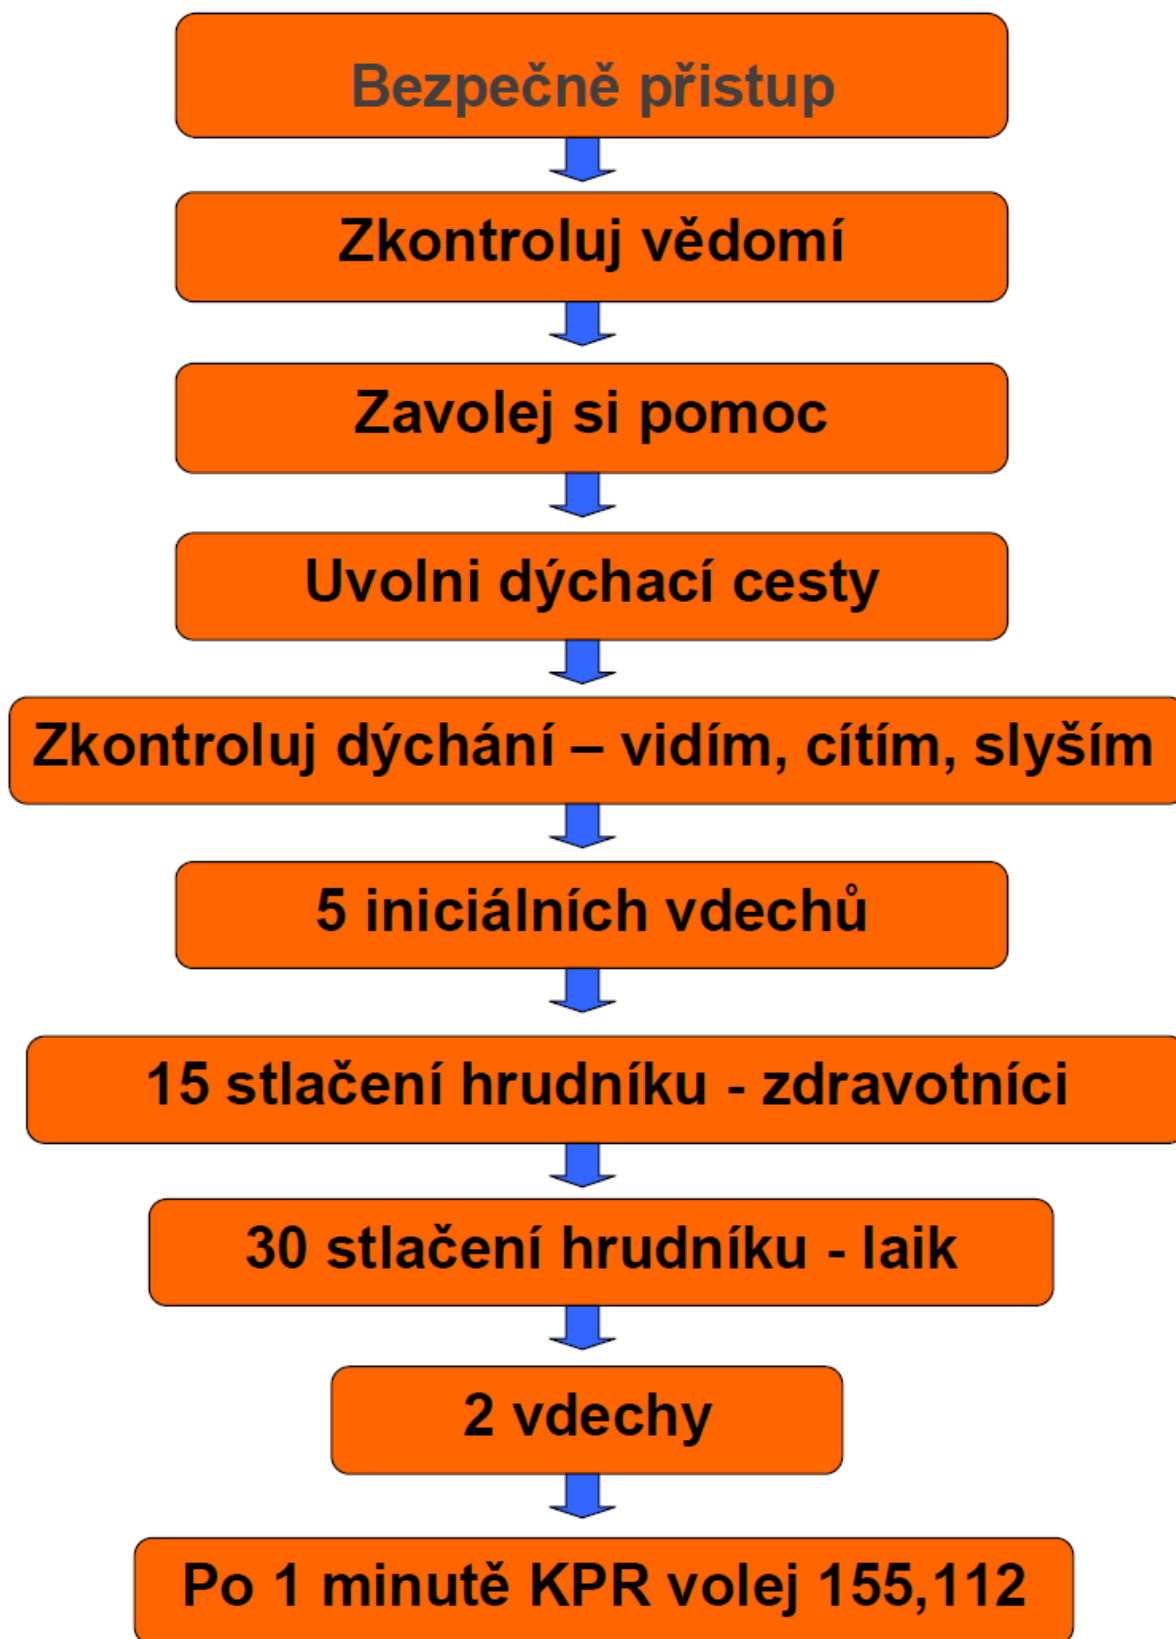 Bezpečně přistup
Zkontroluj vědomí
Zavolej si pomoc
Uvolni dýchací cesty
Zkontroluj dýchání – vidím, cítím, slyším
5 iniciálních vdechů
15 stlačení hrudníku - zdravotníci
30 stlačení hrudníku - laik
2 vdechy
Po 1 minutě KPR volej 155,112